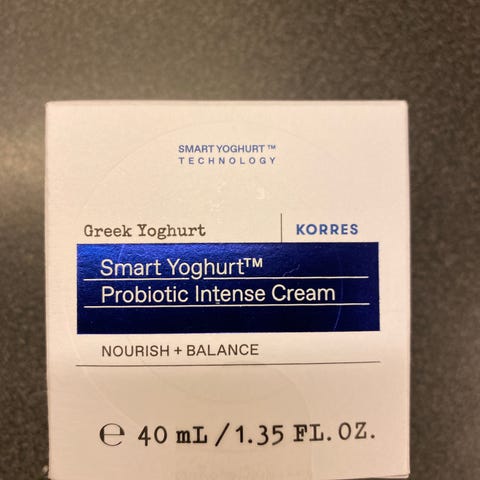 SMART YOGHURT™
TECHNOLOGY
Greek Yoghurt
KORRES
Smart Yoghurt™
Probiotic Intense Cream
NOURISH + BALANCE
℮ 40 mL / 1.35 FL. OZ.